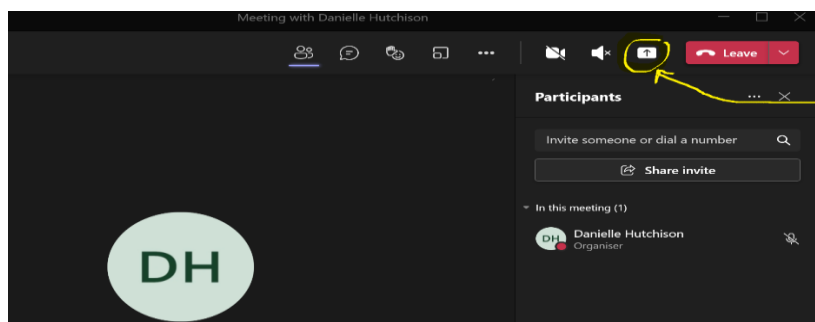 Meeting with Danielle Hutchison
Leave
Participants
Invite someone or dial a number
Share invite
In this meeting (1)
DH
DH
Danielle Hutchison
Organiser